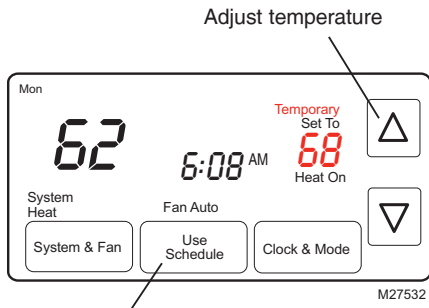 Adjust temperature
Mon
62
6:08 AM
Temporary
Set To
68
Heat On
System
Heat
Fan Auto
System & Fan
Use
Schedule
Clock & Mode
M27532